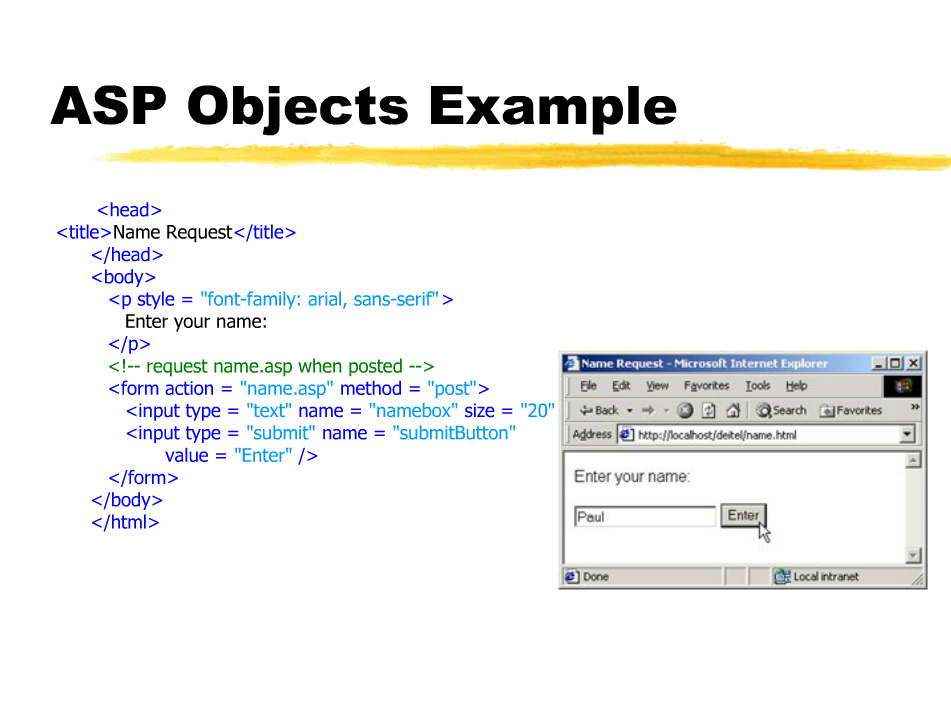 ASP Objects Example
<head>
<title>Name Request</title>
</head>
<body>
<p style = "font-family: arial, sans-serif">
Enter your name:
</p>
<!-- request name.asp when posted -->
<form action = "name.asp" method = "post">
<input type = "text" name = "namebox" size = "20"
<input type = "submit" name = "submitButton"
value = "Enter" />
</form>
</body>
</html>
Name Request - Microsoft Internet Explorer
File Edit View Favorites Tools Help
Back Search Favorites »
Address http://localhost/deitel/name.html
Enter your name:
Paul Enter
Done Local intranet